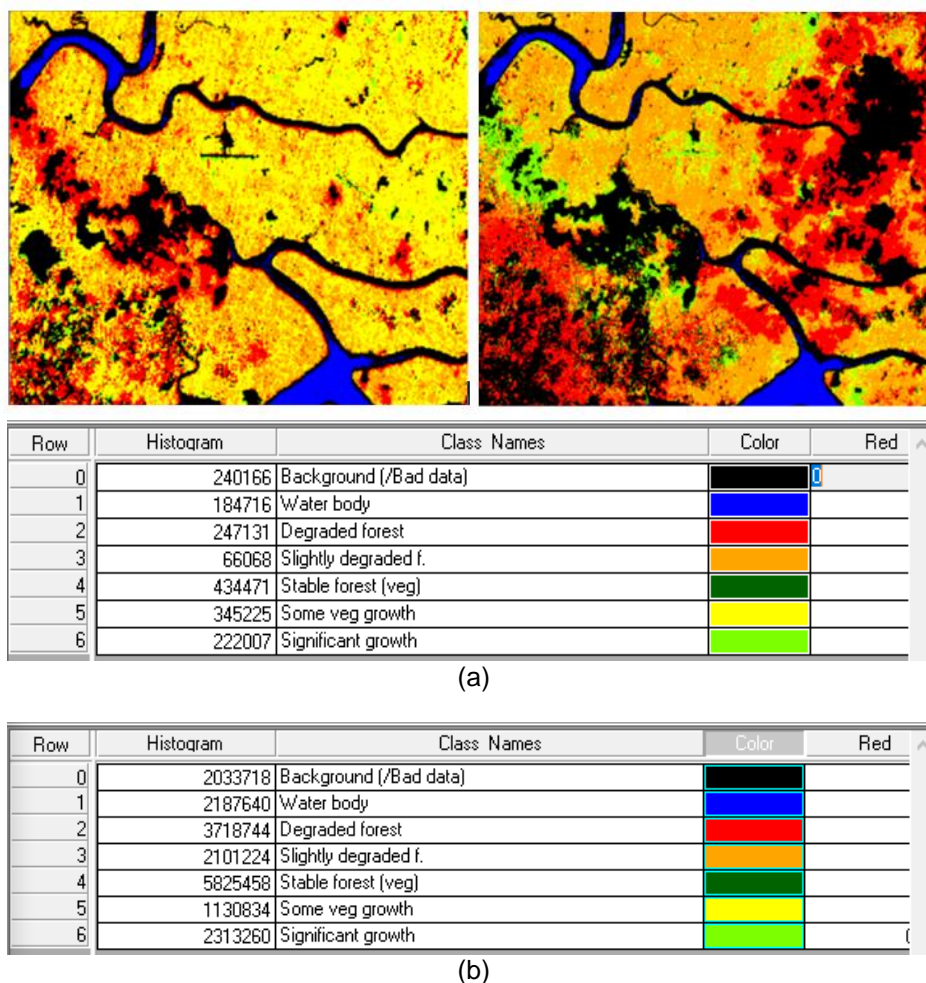 Row Histogram Class Names Color Red
0 240166 Background (/Bad data) 0
1 184716 Water body
2 247131 Degraded forest
3 66068 Slightly degraded f.
4 434471 Stable forest (veg)
5 345225 Some veg growth
6 222007 Significant growth
(a)
Row Histogram Class Names Color Red
0 2033718 Background (/Bad data)
1 2187640 Water body
2 3718744 Degraded forest
3 2101224 Slightly degraded f.
4 5825458 Stable forest (veg)
5 1130834 Some veg growth
6 2313260 Significant growth
(b)